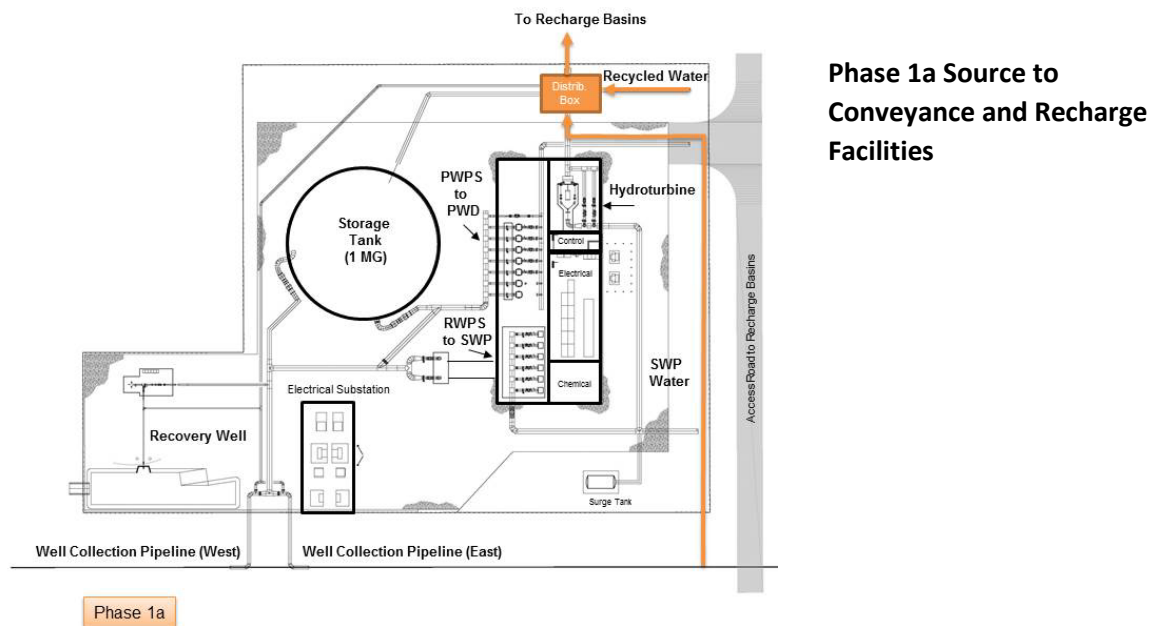 To Recharge Basins
Phase 1a Source to
Conveyance and Recharge
Facilities
Recycled Water
Distrib.
Box
PWPS
to
PWD
Hydroturbine
Storage
Tank
(1 MG)
Control
Electrical
RWPS
to SWP
SWP
Water
Chemical
Electrical Substation
Access Road to Recharge Basins
Recovery Well
Surge Tank
Well Collection Pipeline (West)
Well Collection Pipeline (East)
Phase 1a